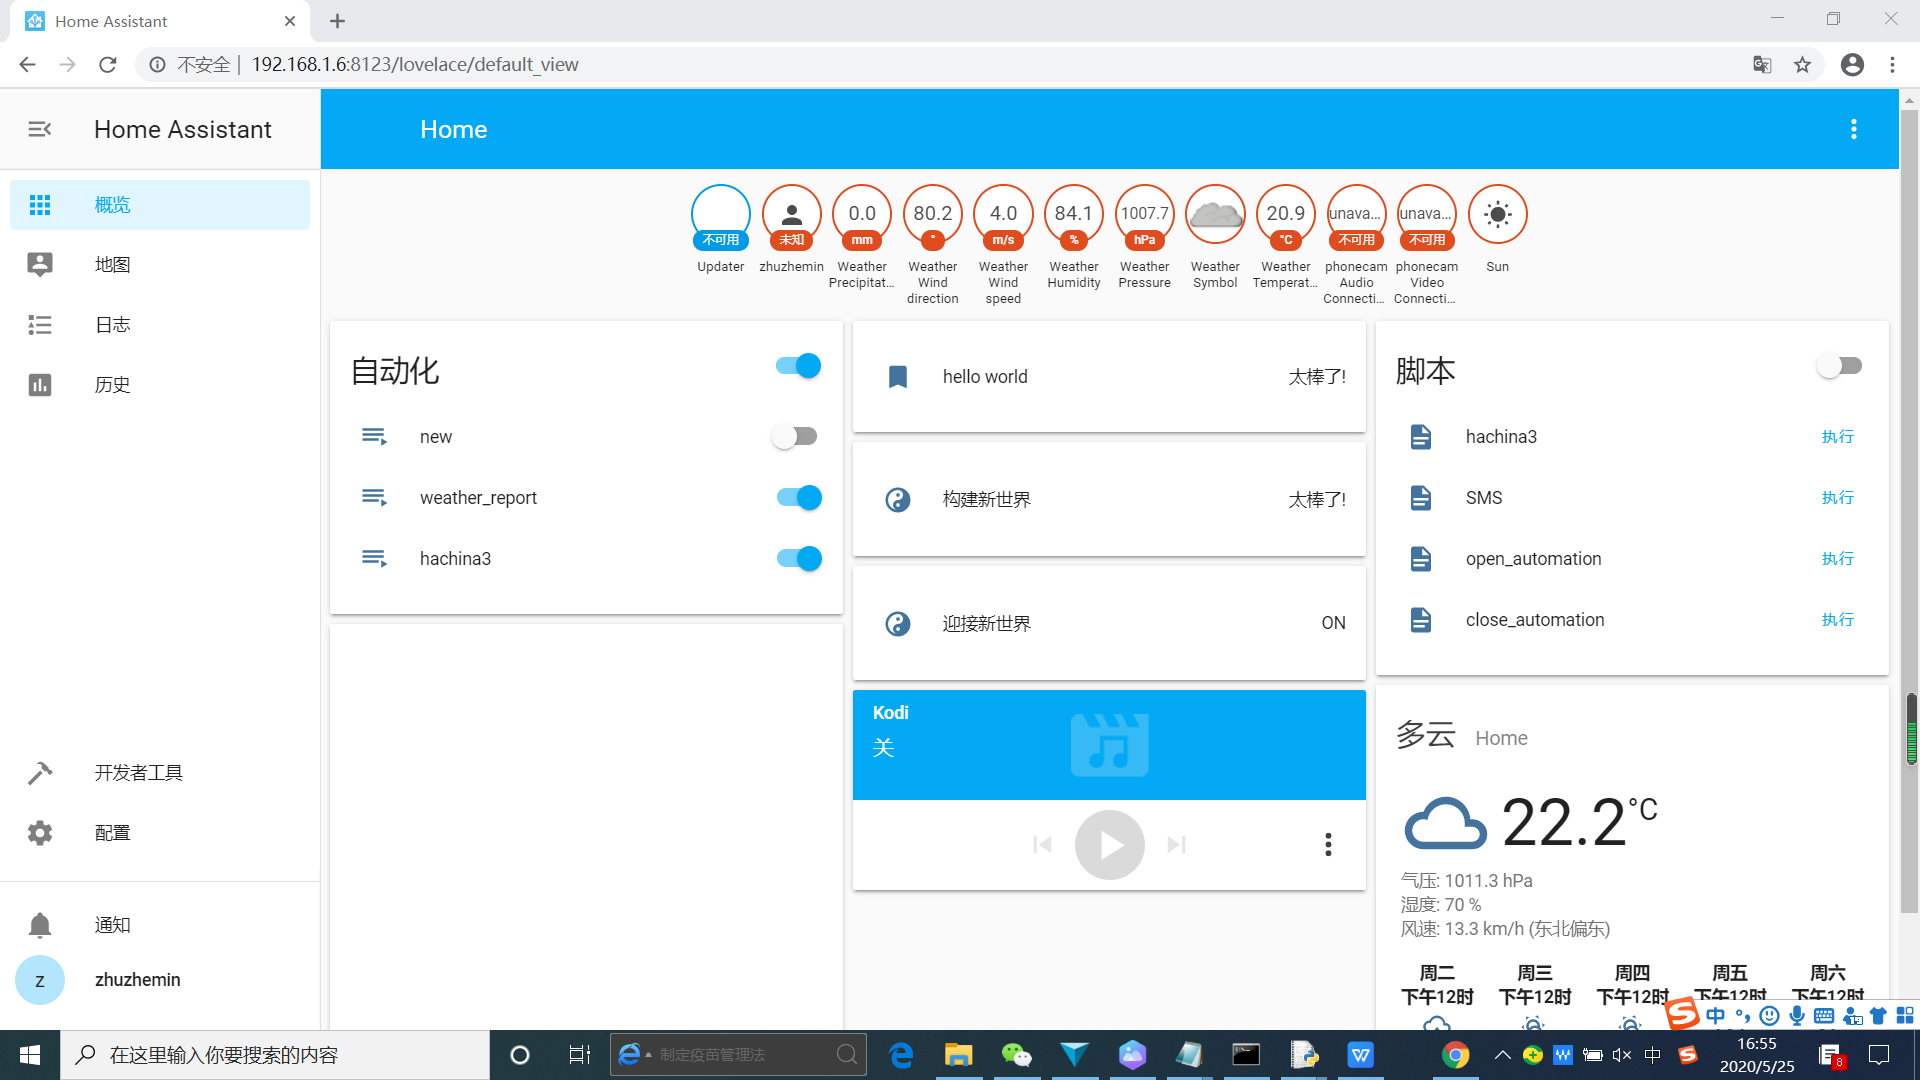 Home Assistant
不安全
192.168.1.6:8123/lovelace/default_view
Home Assistant
概览
地图
日志
历史
开发者工具
配置
通知
Z
zhuzhemin
Home
不可用
Updater
未知
zhuzhemin
0.0
mm
Weather
Precipitat...
80.2
°
Weather
Wind
direction
4.0
m/s
Weather
Wind
speed
84.1
%
Weather
Humidity
1007.7
hPa
Weather
Pressure
Weather
Symbol
20.9
°C
Weather
Temperat...
unava...
不可用
phonecam
Audio
Connecti...
unava...
不可用
phonecam
Video
Connecti...
Sun
自动化
new
weather_report
hachina3
hello world 太棒了!
构建新世界 太棒了!
迎接新世界 ON
Kodi
关
脚本
hachina3 执行
SMS 执行
open_automation 执行
close_automation 执行
多云 Home
22.2 °C
气压: 1011.3 hPa
湿度: 70 %
风速: 13.3 km/h (东北偏东)
周二 周三 周四 周五 周六
下午12时 下午12时 下午12时 下午12时 下午12时
中
在这里输入你要搜索的内容
制定疫苗管理法
中
16:55
2020/5/25
8